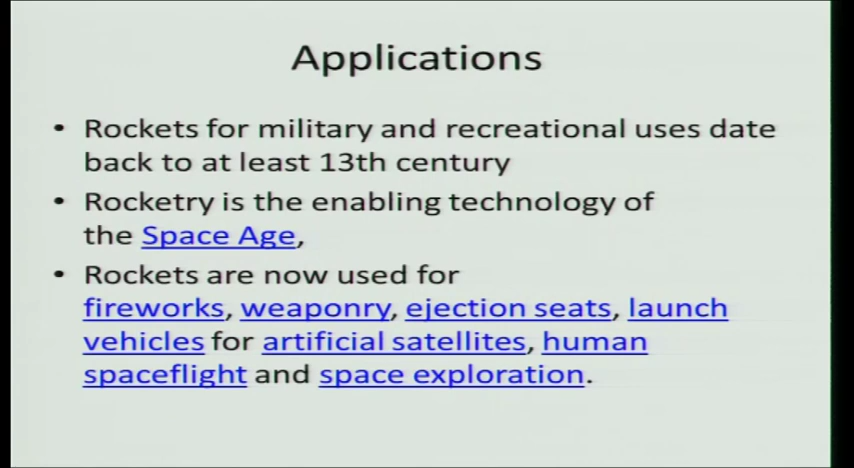 Applications
• Rockets for military and recreational uses date
back to at least 13th century
• Rocketry is the enabling technology of
the Space Age,
• Rockets are now used for
fireworks, weaponry, ejection seats, launch
vehicles for artificial satellites, human
spaceflight and space exploration.